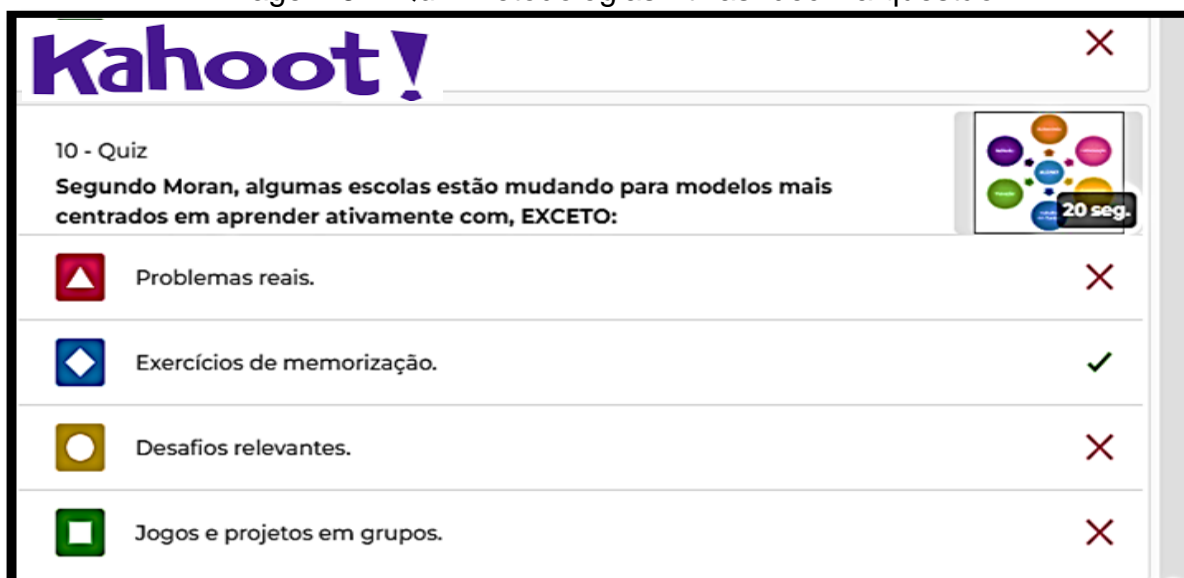 Kahoot!
10 - Quiz
Segundo Moran, algumas escolas estão mudando para modelos mais
centrados em aprender ativamente com, EXCETO:
20 seg.
Problemas reais.
Exercícios de memorização.
Desafios relevantes.
Jogos e projetos em grupos.